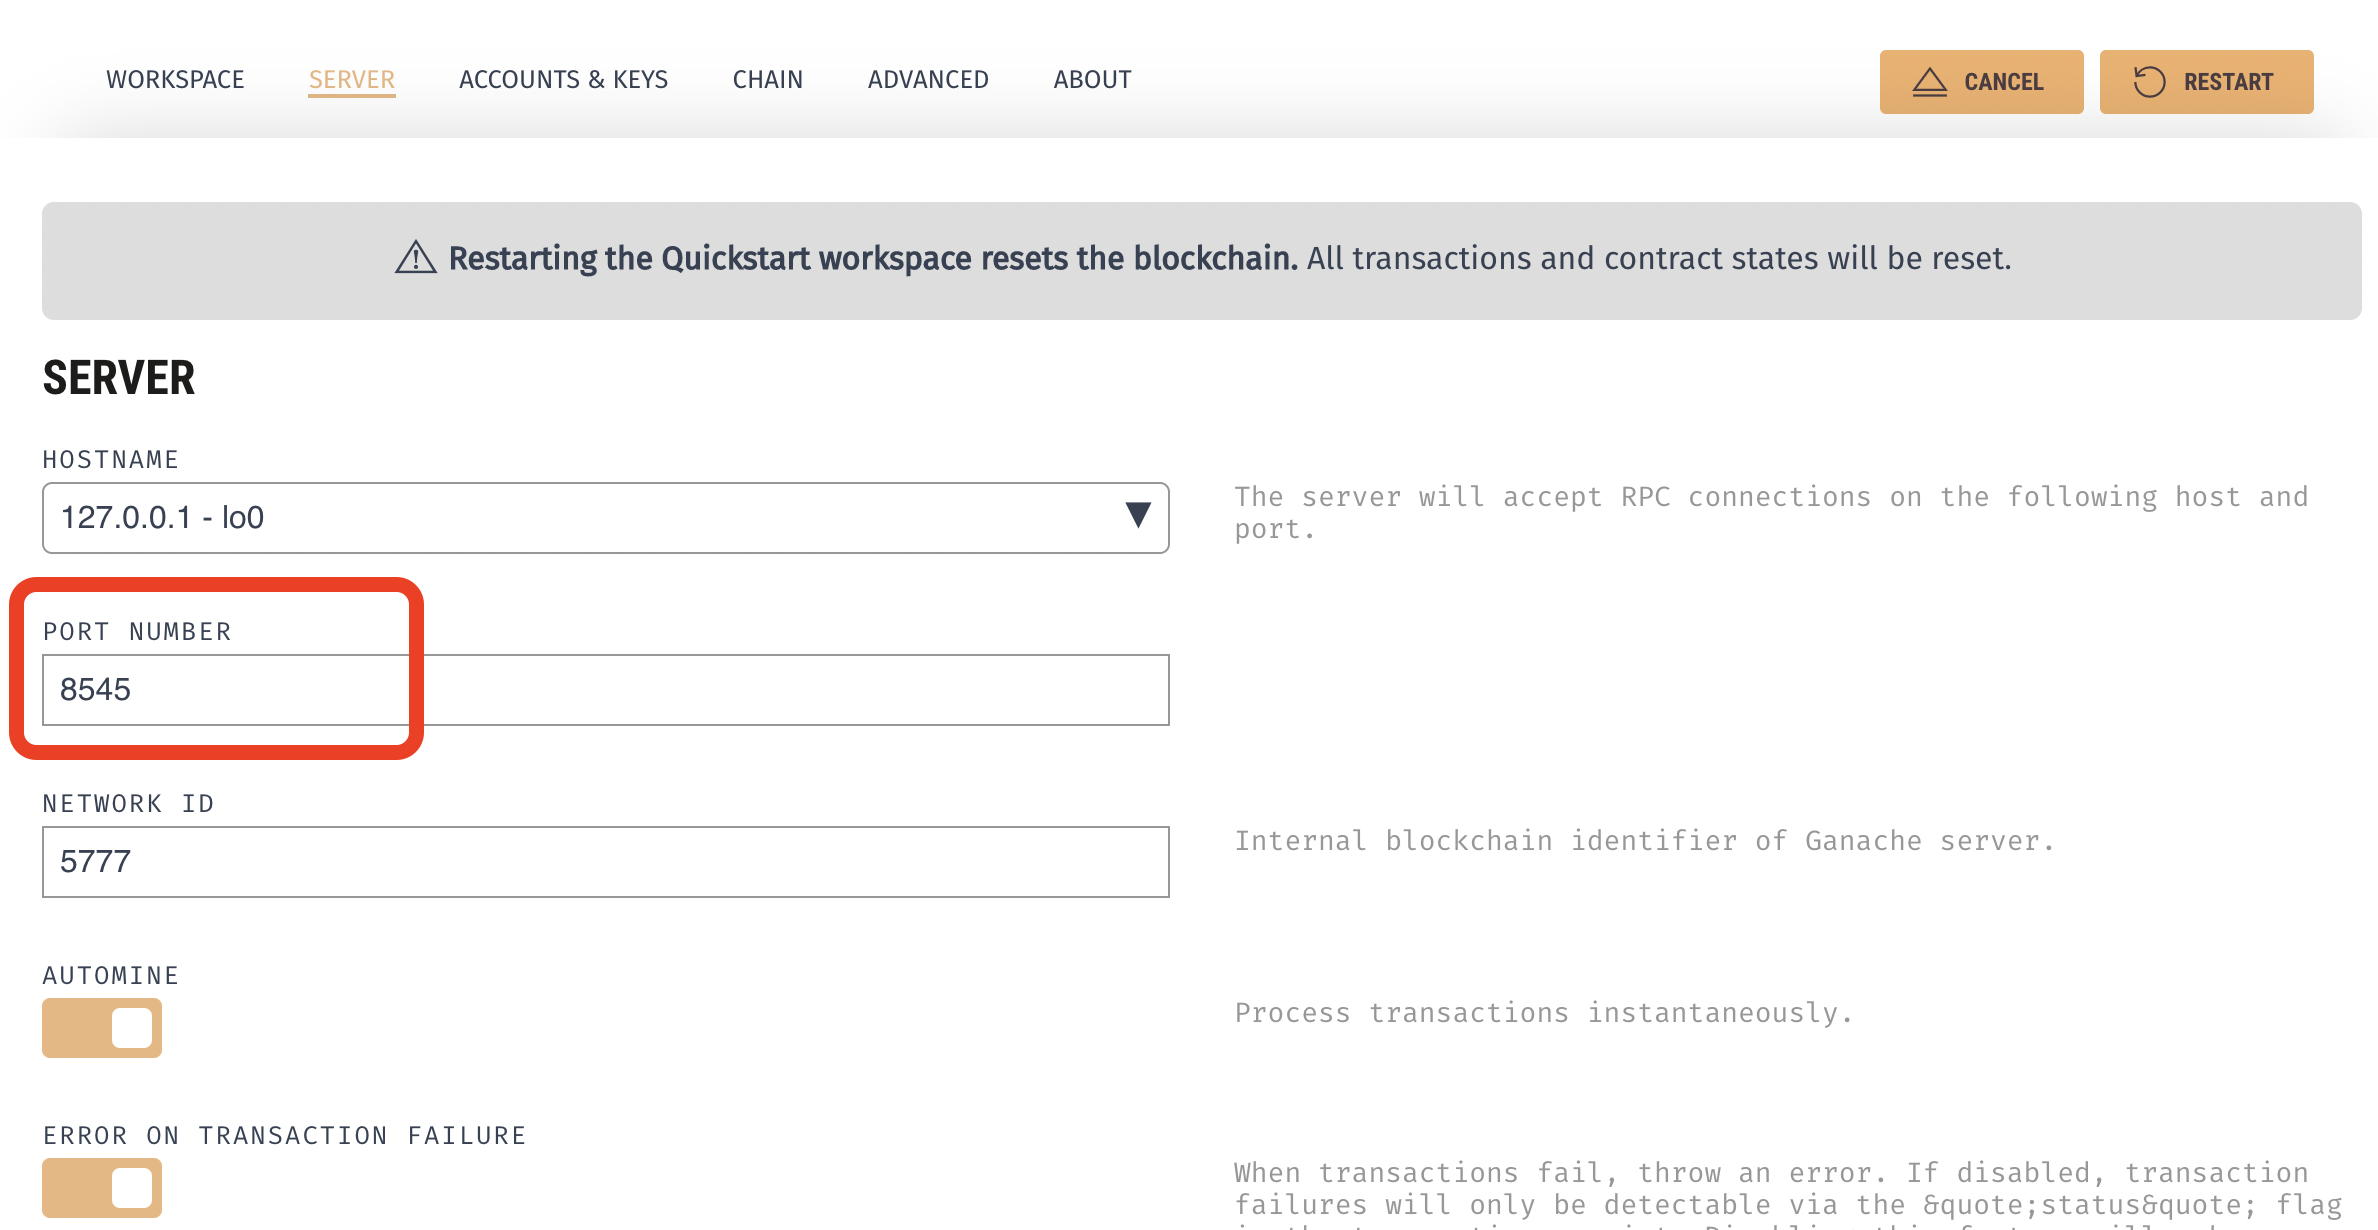 WORKSPACE SERVER ACCOUNTS & KEYS CHAIN ADVANCED ABOUT CANCEL RESTART
Restarting the Quickstart workspace resets the blockchain. All transactions and contract states will be reset.
SERVER
HOSTNAME
127.0.0.1 - lo0
The server will accept RPC connections on the following host and
port.
PORT NUMBER
8545
NETWORK ID
5777
Internal blockchain identifier of Ganache server.
AUTOMINE
Process transactions instantaneously.
ERROR ON TRANSACTION FAILURE
When transactions fail, throw an error. If disabled, transaction
failures will only be detectable via the &quote;status&quote; flag